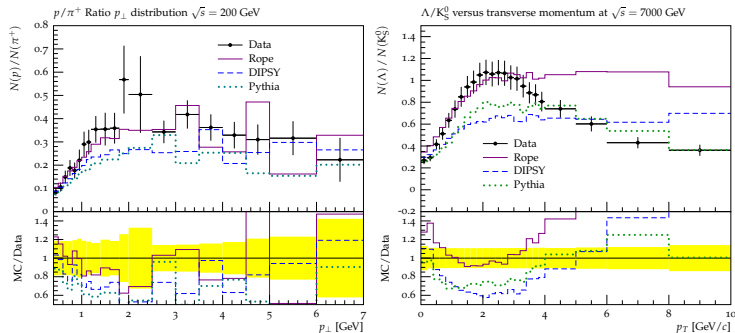 p/π⁺ Ratio p⊥ distribution √s = 200 GeV
N(p)/N(π⁺)
0.8
0.7
0.6
0.5
0.4
0.3
0.2
0.1
0
Data
Rope
DIPSY
Pythia
MC/Data
1.4
1.2
1
0.8
0.6
1 2 3 4 5 6 7
p⊥ [GeV]
Λ/K⁰S versus transverse momentum at √s = 7000 GeV
N(Λ) / N(K⁰S)
1.6
1.4
1.2
1.0
0.8
0.6
0.4
0.2
0
-0.2
Data
Rope
DIPSY
Pythia
MC/Data
1.4
1.2
1
0.8
0.6
0 2 4 6 8 10
pT [GeV/c]